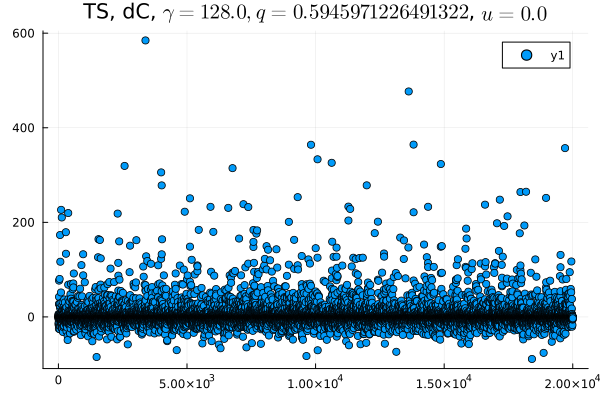 TS, dC, γ = 128.0, q = 0.5945971226491322, u = 0.0
600
y1
400
200
0
0 5.00×10³ 1.00×10⁴ 1.50×10⁴ 2.00×10⁴